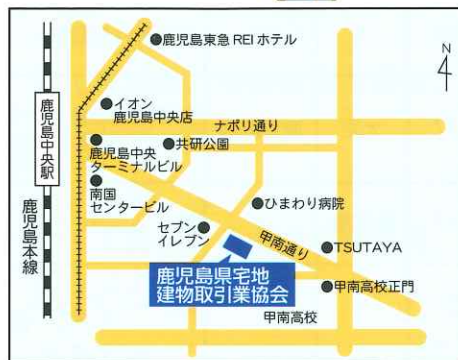 鹿児島東急REIホテル
N
イオン
鹿児島中央店
ナポリ通り
鹿児島中央駅
鹿児島中央
ターミナルビル
共研公園
南国
センタービル
ひまわり病院
鹿児島本線
セブン
イレブン
甲南通り
TSUTAYA
鹿児島県宅地
建物取引業協会
甲南高校正門
甲南高校